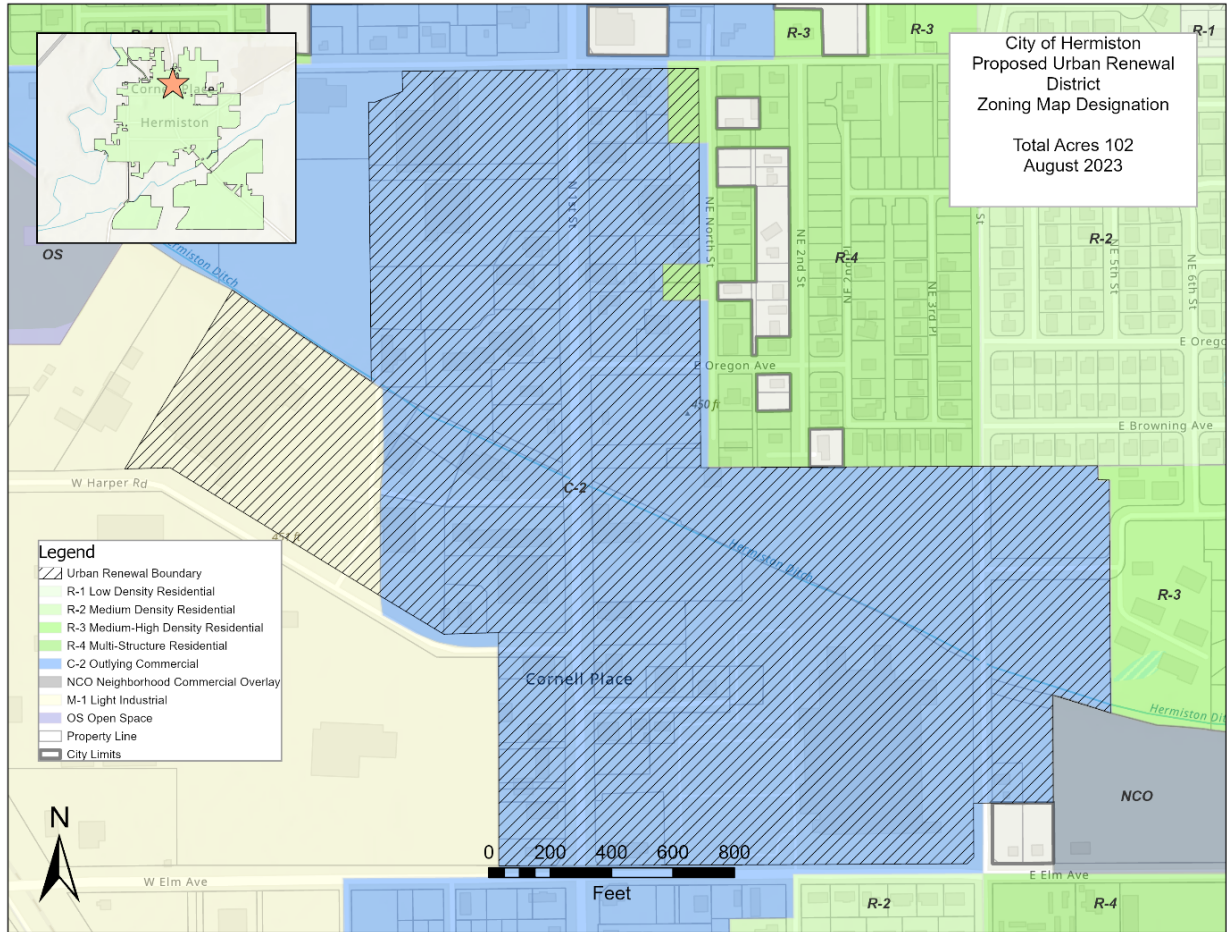 R-3
R-3
R-1
City of Hermiston
Proposed Urban Renewal
District
Zoning Map Designation
Total Acres 102
August 2023
Cornell Place
Hermiston
OS
Hermiston Ditch
N 1st St
NE North St
NE 2nd St
R-4
NE 3rd Pl
St
R-2
NE 5th St
NE 6th St
E Oregon Ave
E Orego
450 ft
E Browning Ave
W Harper Rd
C-2
451 ft
Hermiston Ditch
R-3
Legend
Urban Renewal Boundary
R-1 Low Density Residential
R-2 Medium Density Residential
R-3 Medium-High Density Residential
R-4 Multi-Structure Residential
C-2 Outlying Commercial
NCO Neighborhood Commercial Overlay
M-1 Light Industrial
OS Open Space
Property Line
City Limits
Cornell Place
Hermiston Dit
NCO
N
0 200 400 600 800
Feet
W Elm Ave
E Elm Ave
R-2
R-4